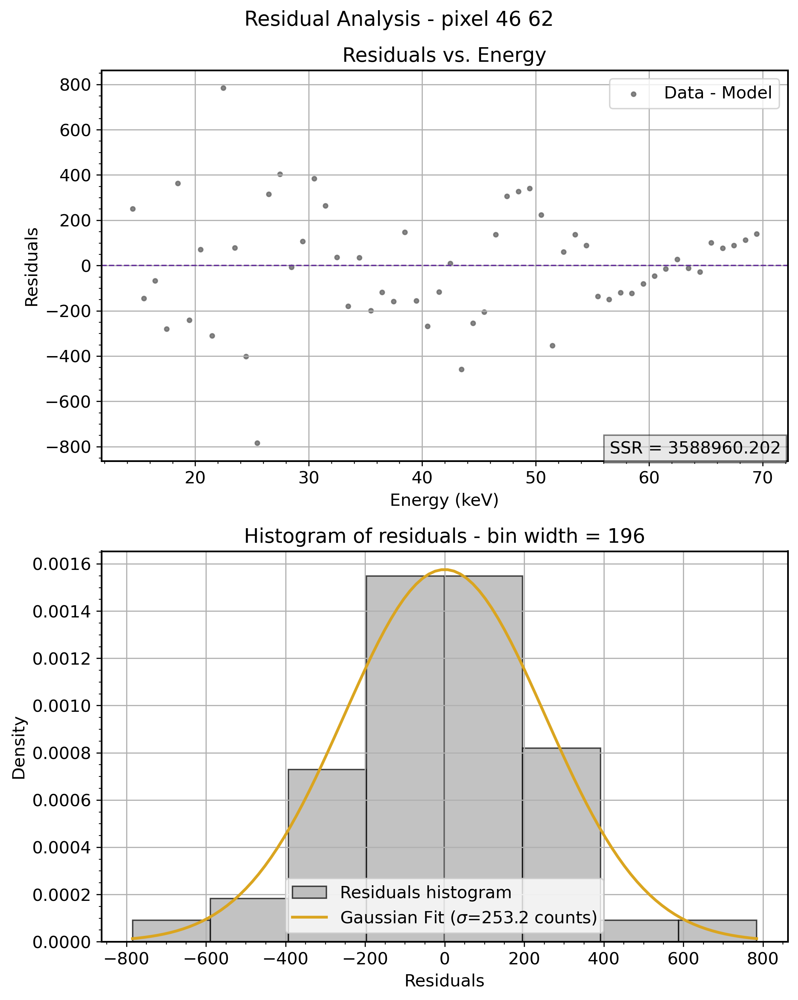 Residual Analysis - pixel 46 62
Residuals vs. Energy
800
600
400
200
0
−200
−400
−600
−800
Residuals
Data - Model
SSR = 3588960.202
20 30 40 50 60 70
Energy (keV)
Histogram of residuals - bin width = 196
0.0016
0.0014
0.0012
0.0010
0.0008
0.0006
0.0004
0.0002
0.0000
Density
Residuals histogram
Gaussian Fit (σ=253.2 counts)
−800 −600 −400 −200 0 200 400 600 800
Residuals